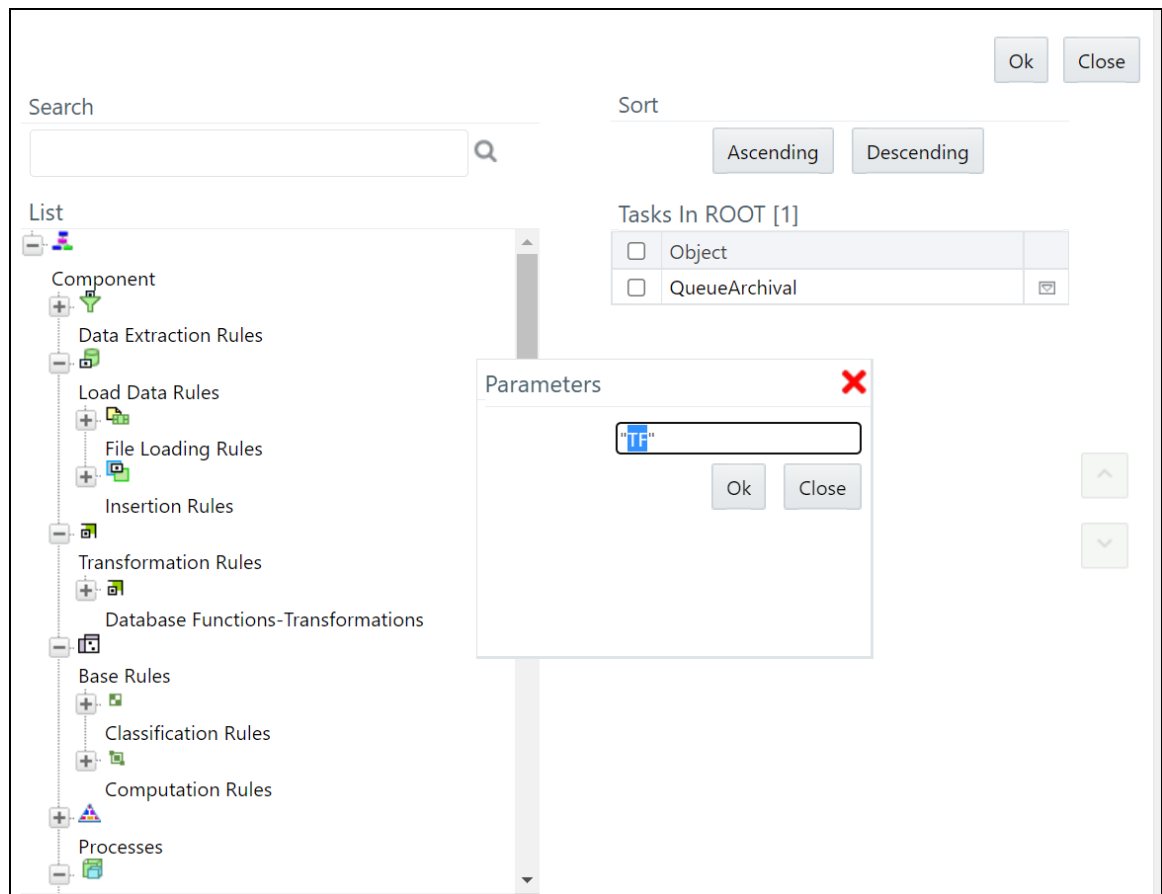 Ok Close
Search
Sort
Ascending Descending
List
Tasks In ROOT [1]
Object
QueueArchival
Component
Data Extraction Rules
Load Data Rules
File Loading Rules
Insertion Rules
Transformation Rules
Database Functions-Transformations
Base Rules
Classification Rules
Computation Rules
Processes
Parameters
"TF"
Ok Close